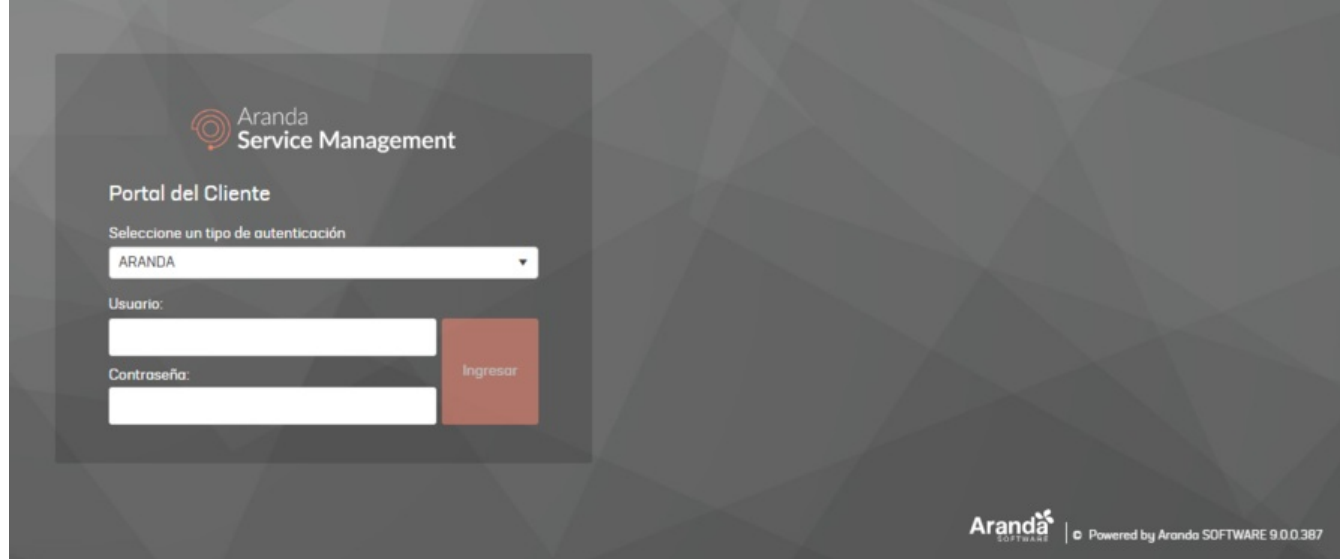 Aranda
Service Management
Portal del Cliente
Seleccione un tipo de autenticación
ARANDA
Usuario:
Contraseña:
Ingresar
Aranda
SOFTWARE
© Powered by Aranda SOFTWARE 9.0.0.387